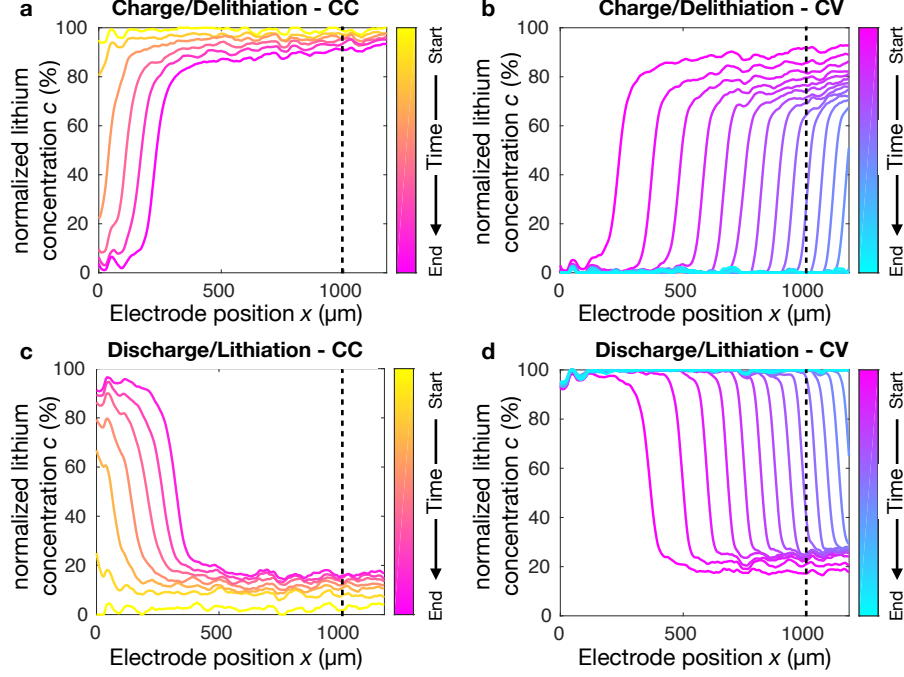 a Charge/Delithiation - CC
normalized lithium
concentration c (%)
100
80
60
40
20
0
0 500 1000
Electrode position x (µm)
Start
Time
End
b Charge/Delithiation - CV
normalized lithium
concentration c (%)
100
80
60
40
20
0
0 500 1000
Electrode position x (µm)
Start
Time
End
c Discharge/Lithiation - CC
normalized lithium
concentration c (%)
100
80
60
40
20
0
0 500 1000
Electrode position x (µm)
Start
Time
End
d Discharge/Lithiation - CV
normalized lithium
concentration c (%)
100
80
60
40
20
0
0 500 1000
Electrode position x (µm)
Start
Time
End